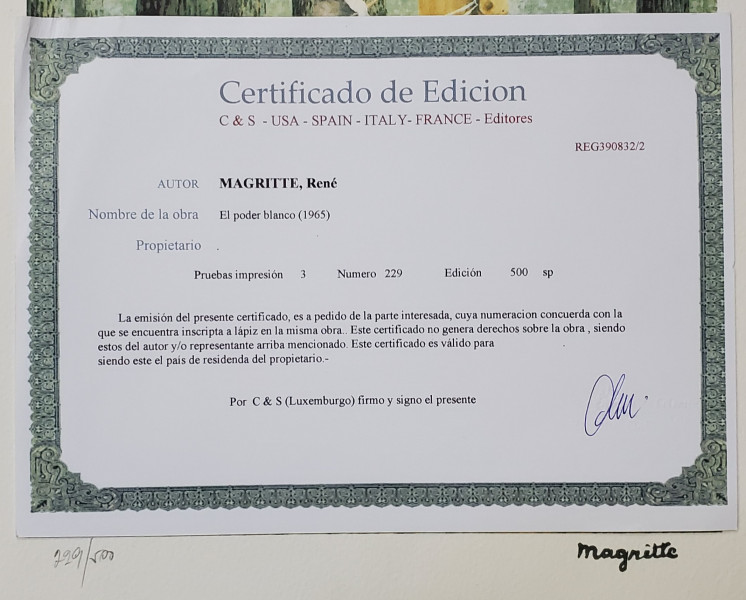 Certificado de Edicion
C & S - USA - SPAIN - ITALY- FRANCE - Editores
REG390832/2
AUTOR MAGRITTE, René
Nombre de la obra El poder blanco (1965)
Propietario .
Pruebas impresión 3 Numero 229 Edición 500 sp
La emisión del presente certificado, es a pedido de la parte interesada, cuya numeracion concuerda con la
que se encuentra inscripta a lápiz en la misma obra.. Este certificado no genera derechos sobre la obra , siendo
estos del autor y/o representante arriba mencionado. Este certificado es válido para .
siendo este el país de residenda del propietario.-
Por C & S (Luxemburgo) firmo y signo el presente
229/500 magritte